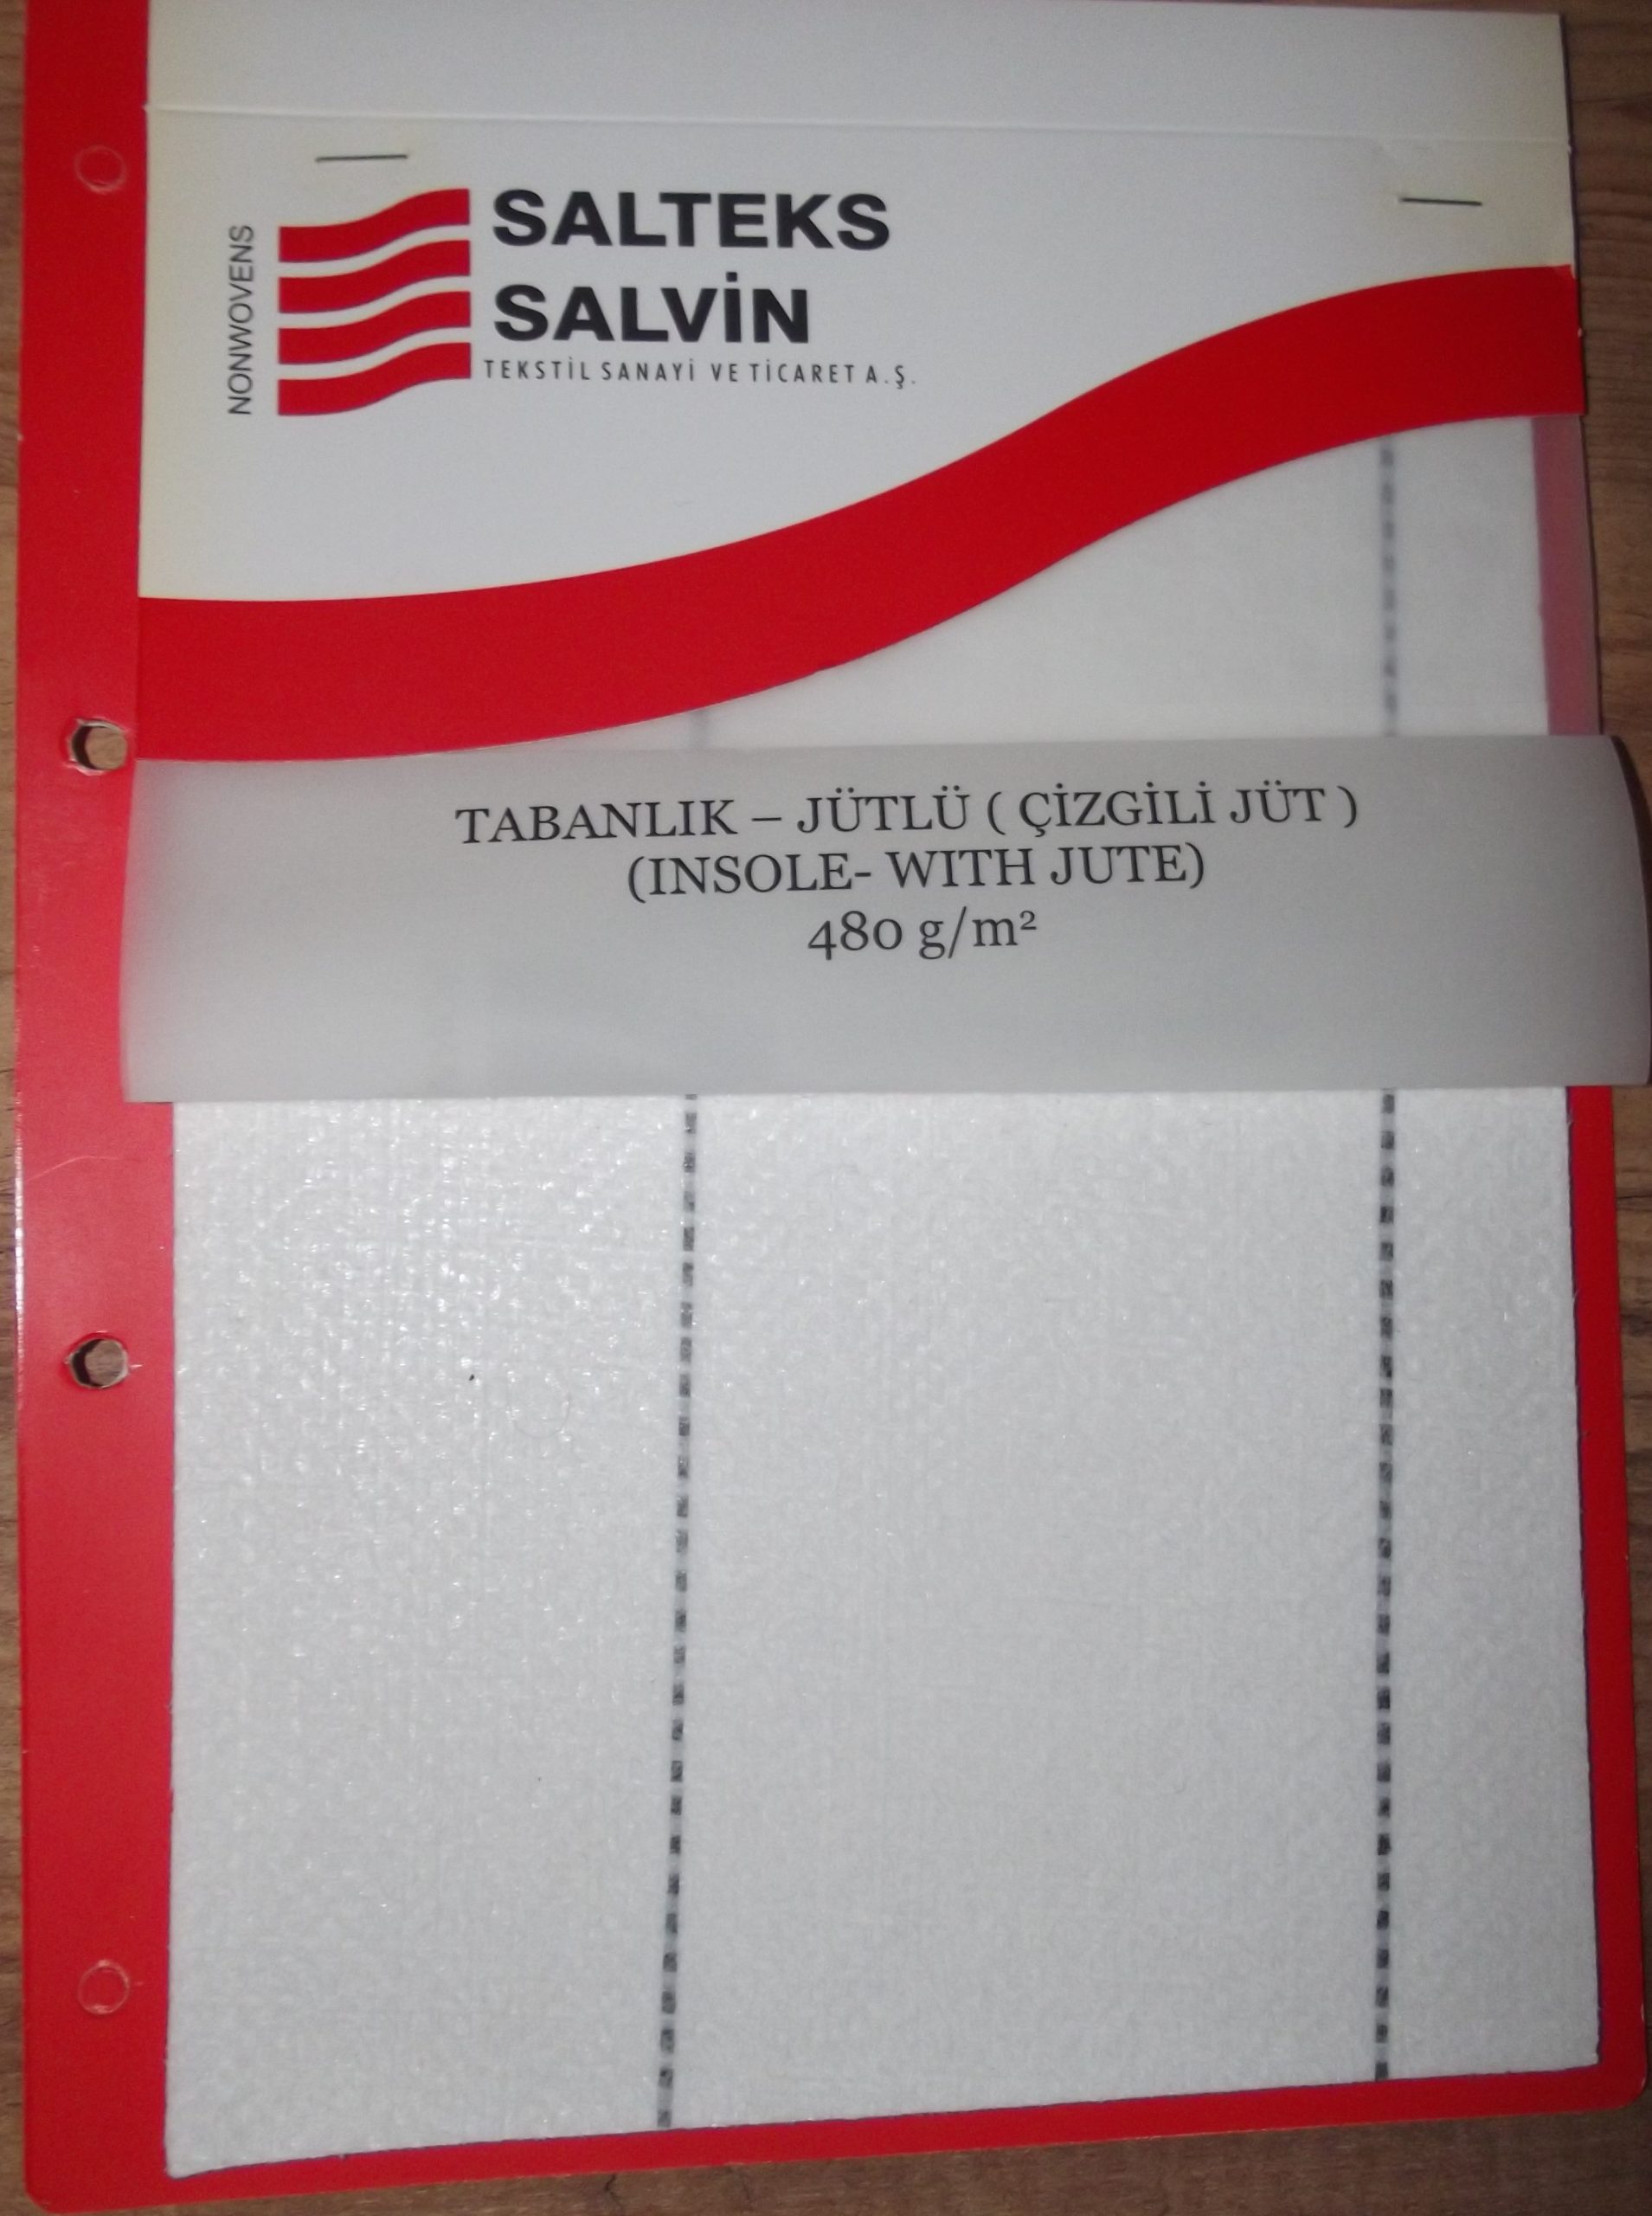 NONWOVENS
SALTEKS
SALVİN
TEKSTİL SANAYİ VE TİCARET A.Ş.
TABANLIK – JÜTLÜ ( ÇİZGİLİ JÜT )
(INSOLE- WITH JUTE)
480 g/m²